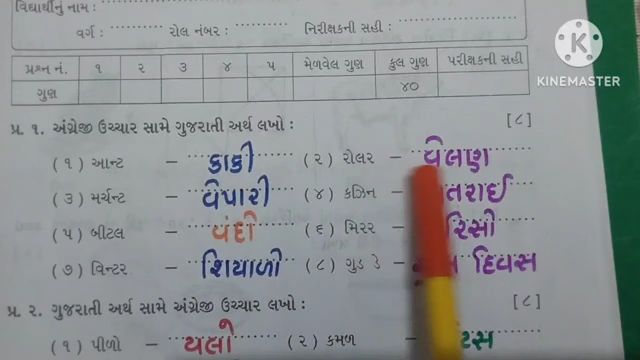 વિદ્યાર્થીનું નામ :
વર્ગ : રોલ નંબર : નિરીક્ષકની સહી :
પ્રશ્ન નં. ૧ ૨ ૩ ૪ ૫ મેળવેલ ગુણ કુલ ગુણ પરીક્ષકની સહી
ગુણ ૪૦
KINEMASTER
પ્ર. ૧. અંગ્રેજી ઉચ્ચાર સામે ગુજરાતી અર્થ લખો : [૮]
(૧) આન્ટ – કાકી (૨) રોલર – વેલણ
(૩) મર્ચન્ટ – વેપારી (૪) કઝિન –
(૫) બીટલ – વંદો (૬) મિરર –
(૭) વિન્ટર – શિયાળો (૮) ગુડ ડે – દિવસ
પ્ર. ૨. ગુજરાતી અર્થ સામે અંગ્રેજી ઉચ્ચાર લખો : [૮]
(૧) પીળો – યલો (૨) કમળ –